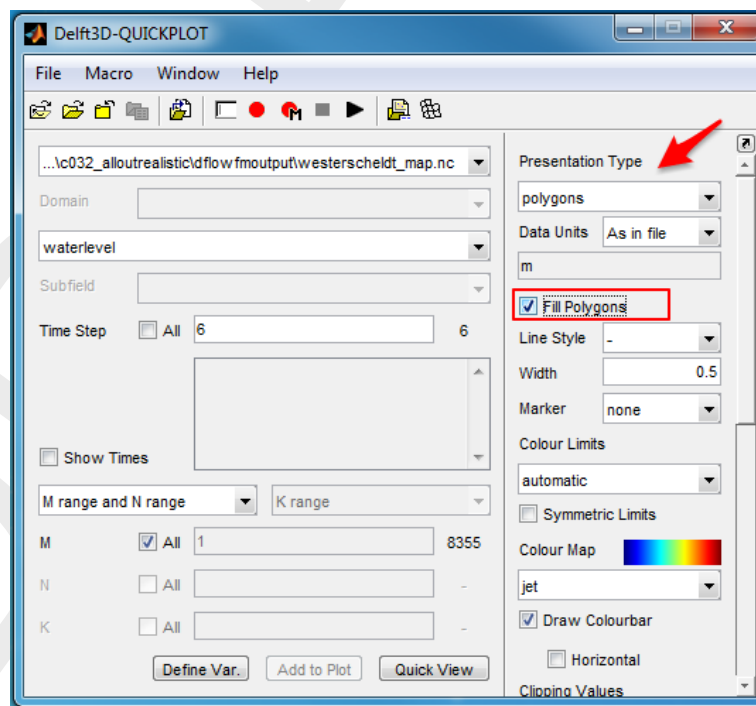 Delft3D-QUICKPLOT
File Macro Window Help
...\c032_alloutrealistic\dflowfmoutput\westerscheldt_map.nc
Domain
waterlevel
Subfield
Time Step All 6 6
Show Times
M range and N range K range
M All 1 8355
N All -
K All -
Define Var. Add to Plot Quick View
Presentation Type
polygons
Data Units As in file
m
Fill Polygons
Line Style -
Width 0.5
Marker none
Colour Limits
automatic
Symmetric Limits
Colour Map
jet
Draw Colourbar
Horizontal
Clipping Values